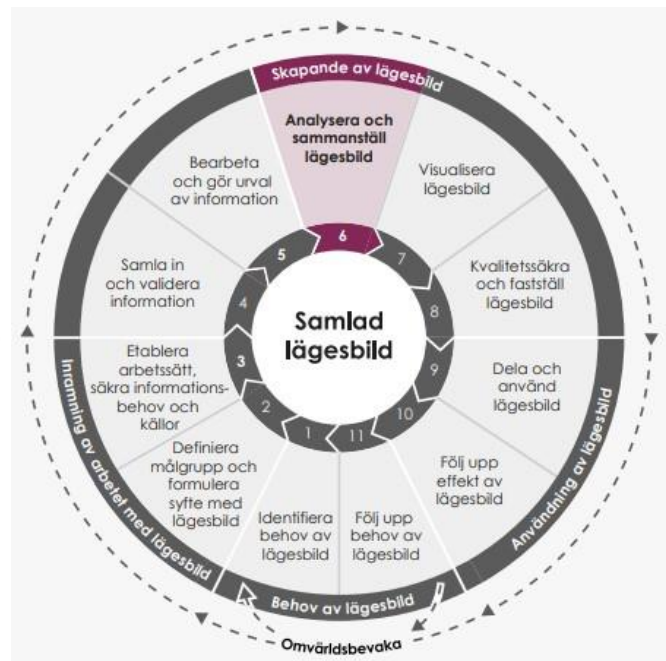 Skapande av lägesbild
Analysera och
sammanställ
lägesbild
Bearbeta
och gör urval
av information
Visualisera
lägesbild
Samla in
och validera
information
Kvalitetssäkra
och fastställ
lägesbild
5
6
7
4
8
Samlad
lägesbild
Etablera
arbetssätt,
säkra informations-
behov och
källor
3
9
Dela och
använd
lägesbild
2
10
1
11
Definiera
målgrupp och
formulera
syfte med
lägesbild
Identifiera
behov av
lägesbild
Följ upp
behov av
lägesbild
Följ upp
effekt av
lägesbild
Inramning av arbetet med lägesbild
Användning av lägesbild
Behov av lägesbild
Omvärldsbevaka